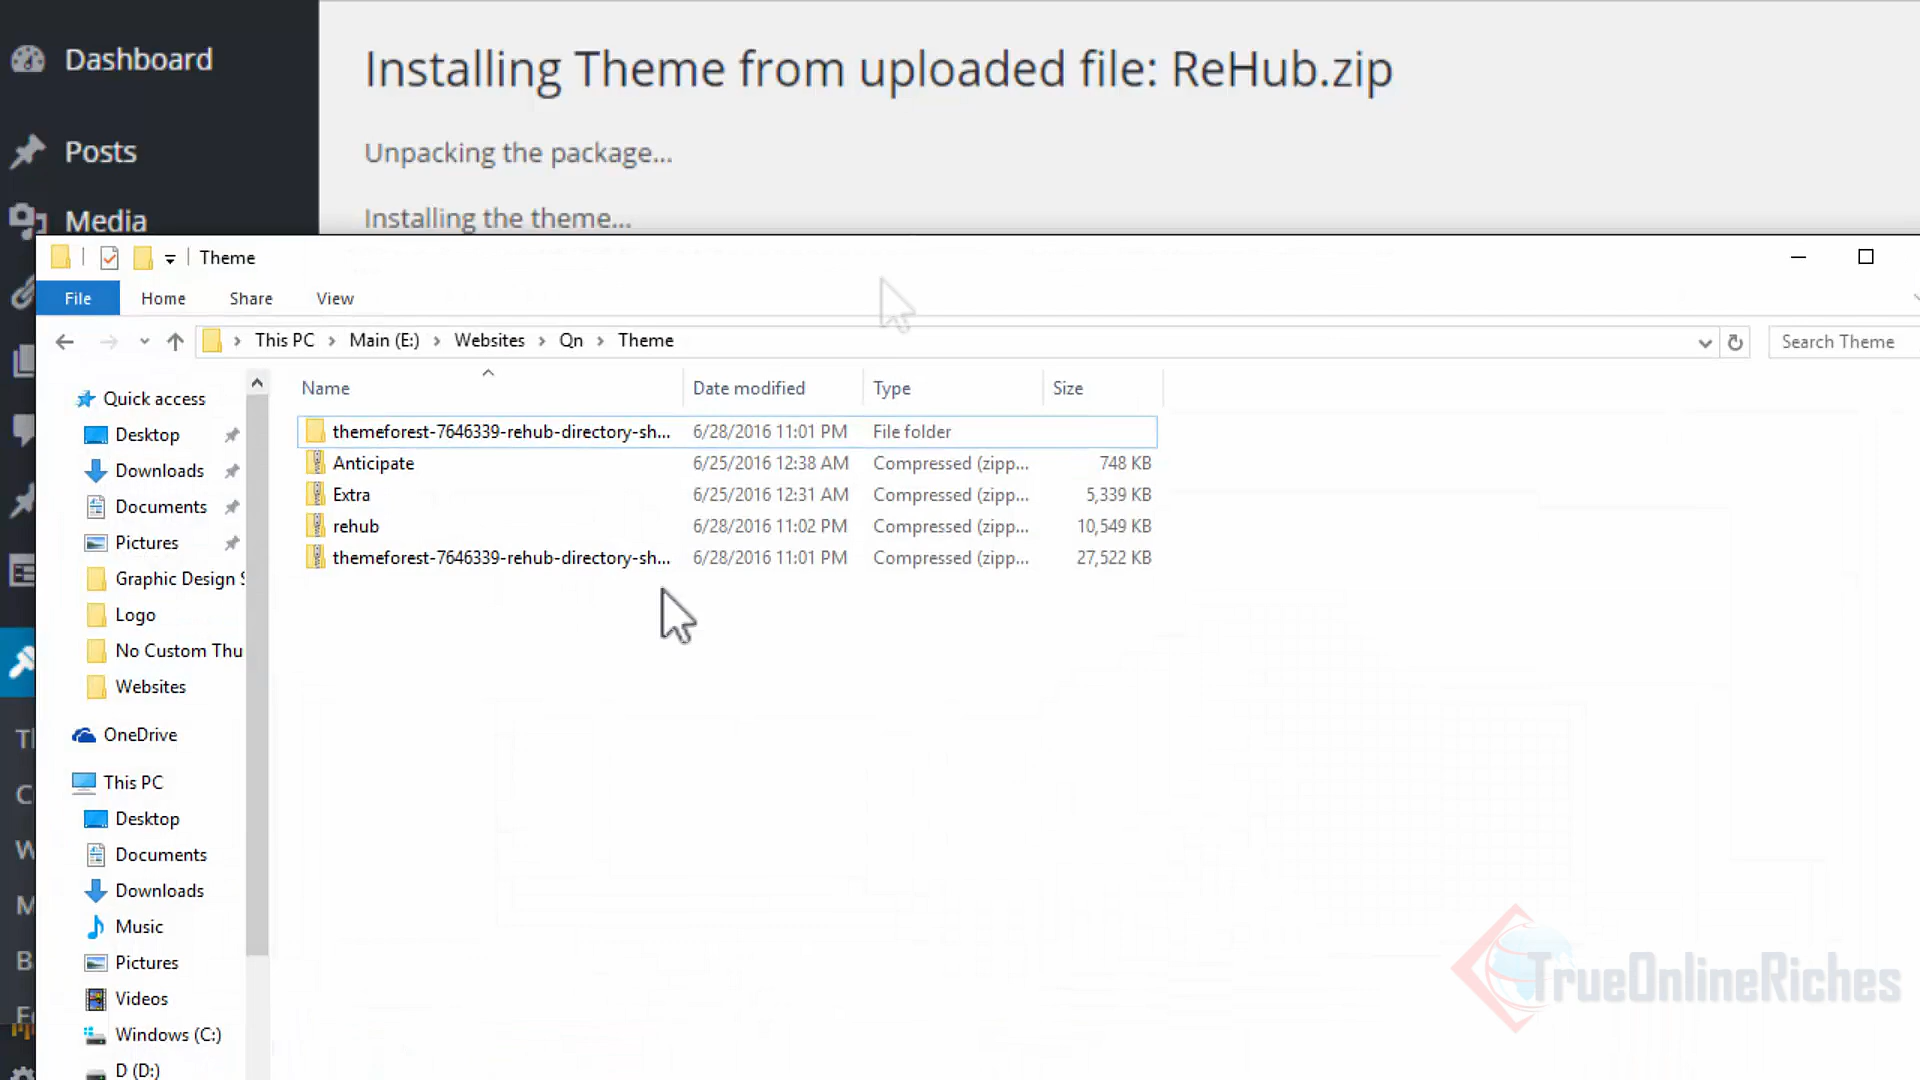 Dashboard
Installing Theme from uploaded file: ReHub.zip
Posts
Unpacking the package...
Media
Installing the theme...
Theme
File Home Share View
This PC Main (E:) Websites Qn Theme
Search Theme
Name Date modified Type Size
Quick access
Desktop
Downloads
Documents
Pictures
Graphic Design S
Logo
No Custom Thu
Websites
OneDrive
This PC
Desktop
Documents
Downloads
Music
Pictures
Videos
Windows (C:)
D (D:)
themeforest-7646339-rehub-directory-sh... 6/28/2016 11:01 PM File folder
Anticipate 6/25/2016 12:38 AM Compressed (zipp... 748 KB
Extra 6/25/2016 12:31 AM Compressed (zipp... 5,339 KB
rehub 6/28/2016 11:02 PM Compressed (zipp... 10,549 KB
themeforest-7646339-rehub-directory-sh... 6/28/2016 11:01 PM Compressed (zipp... 27,522 KB
TrueOnlineRiches